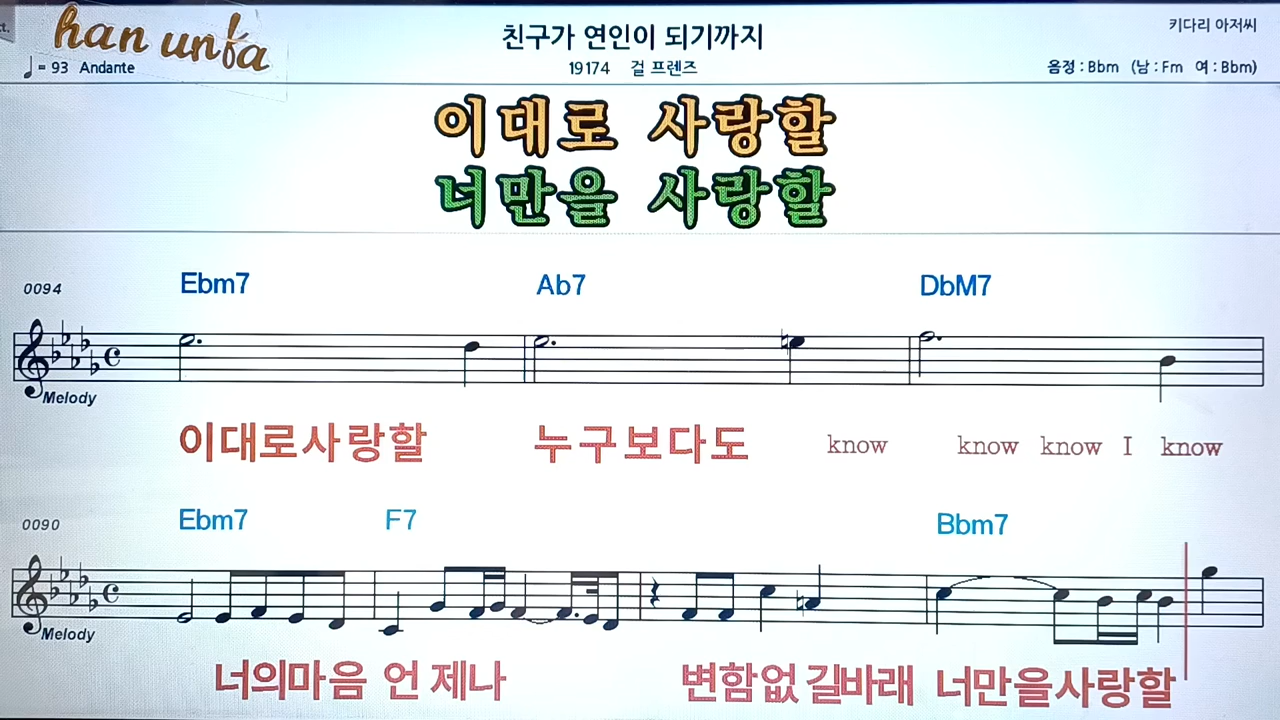 ct.
han unfa
친구가 연인이 되기까지
키다리 아저씨
♩= 93 Andante
19174 걸 프렌즈
음정 : Bbm (남 : Fm 여 : Bbm)
이대로 사랑할
너만을 사랑할
0094 Ebm7 Ab7 DbM7
Melody
이대로사랑할 누구보다도 know know know I know
0090 Ebm7 F7 Bbm7
Melody
너의마음 언 제나 변함없 길바래 너만을사랑할